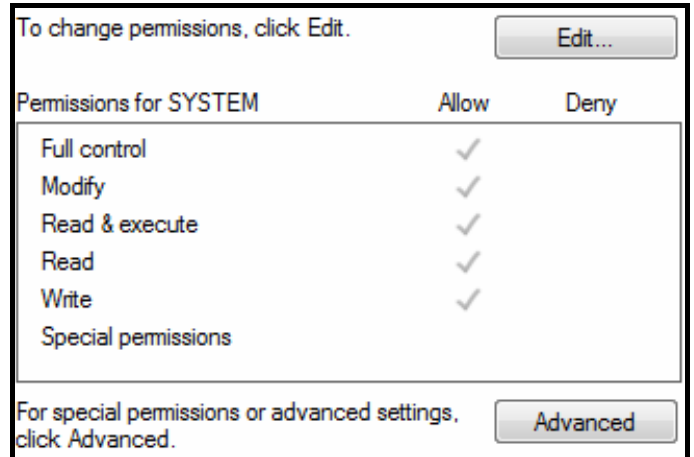 To change permissions, click Edit.
Edit...
Permissions for SYSTEM Allow Deny
Full control
Modify
Read & execute
Read
Write
Special permissions
For special permissions or advanced settings,
click Advanced.
Advanced